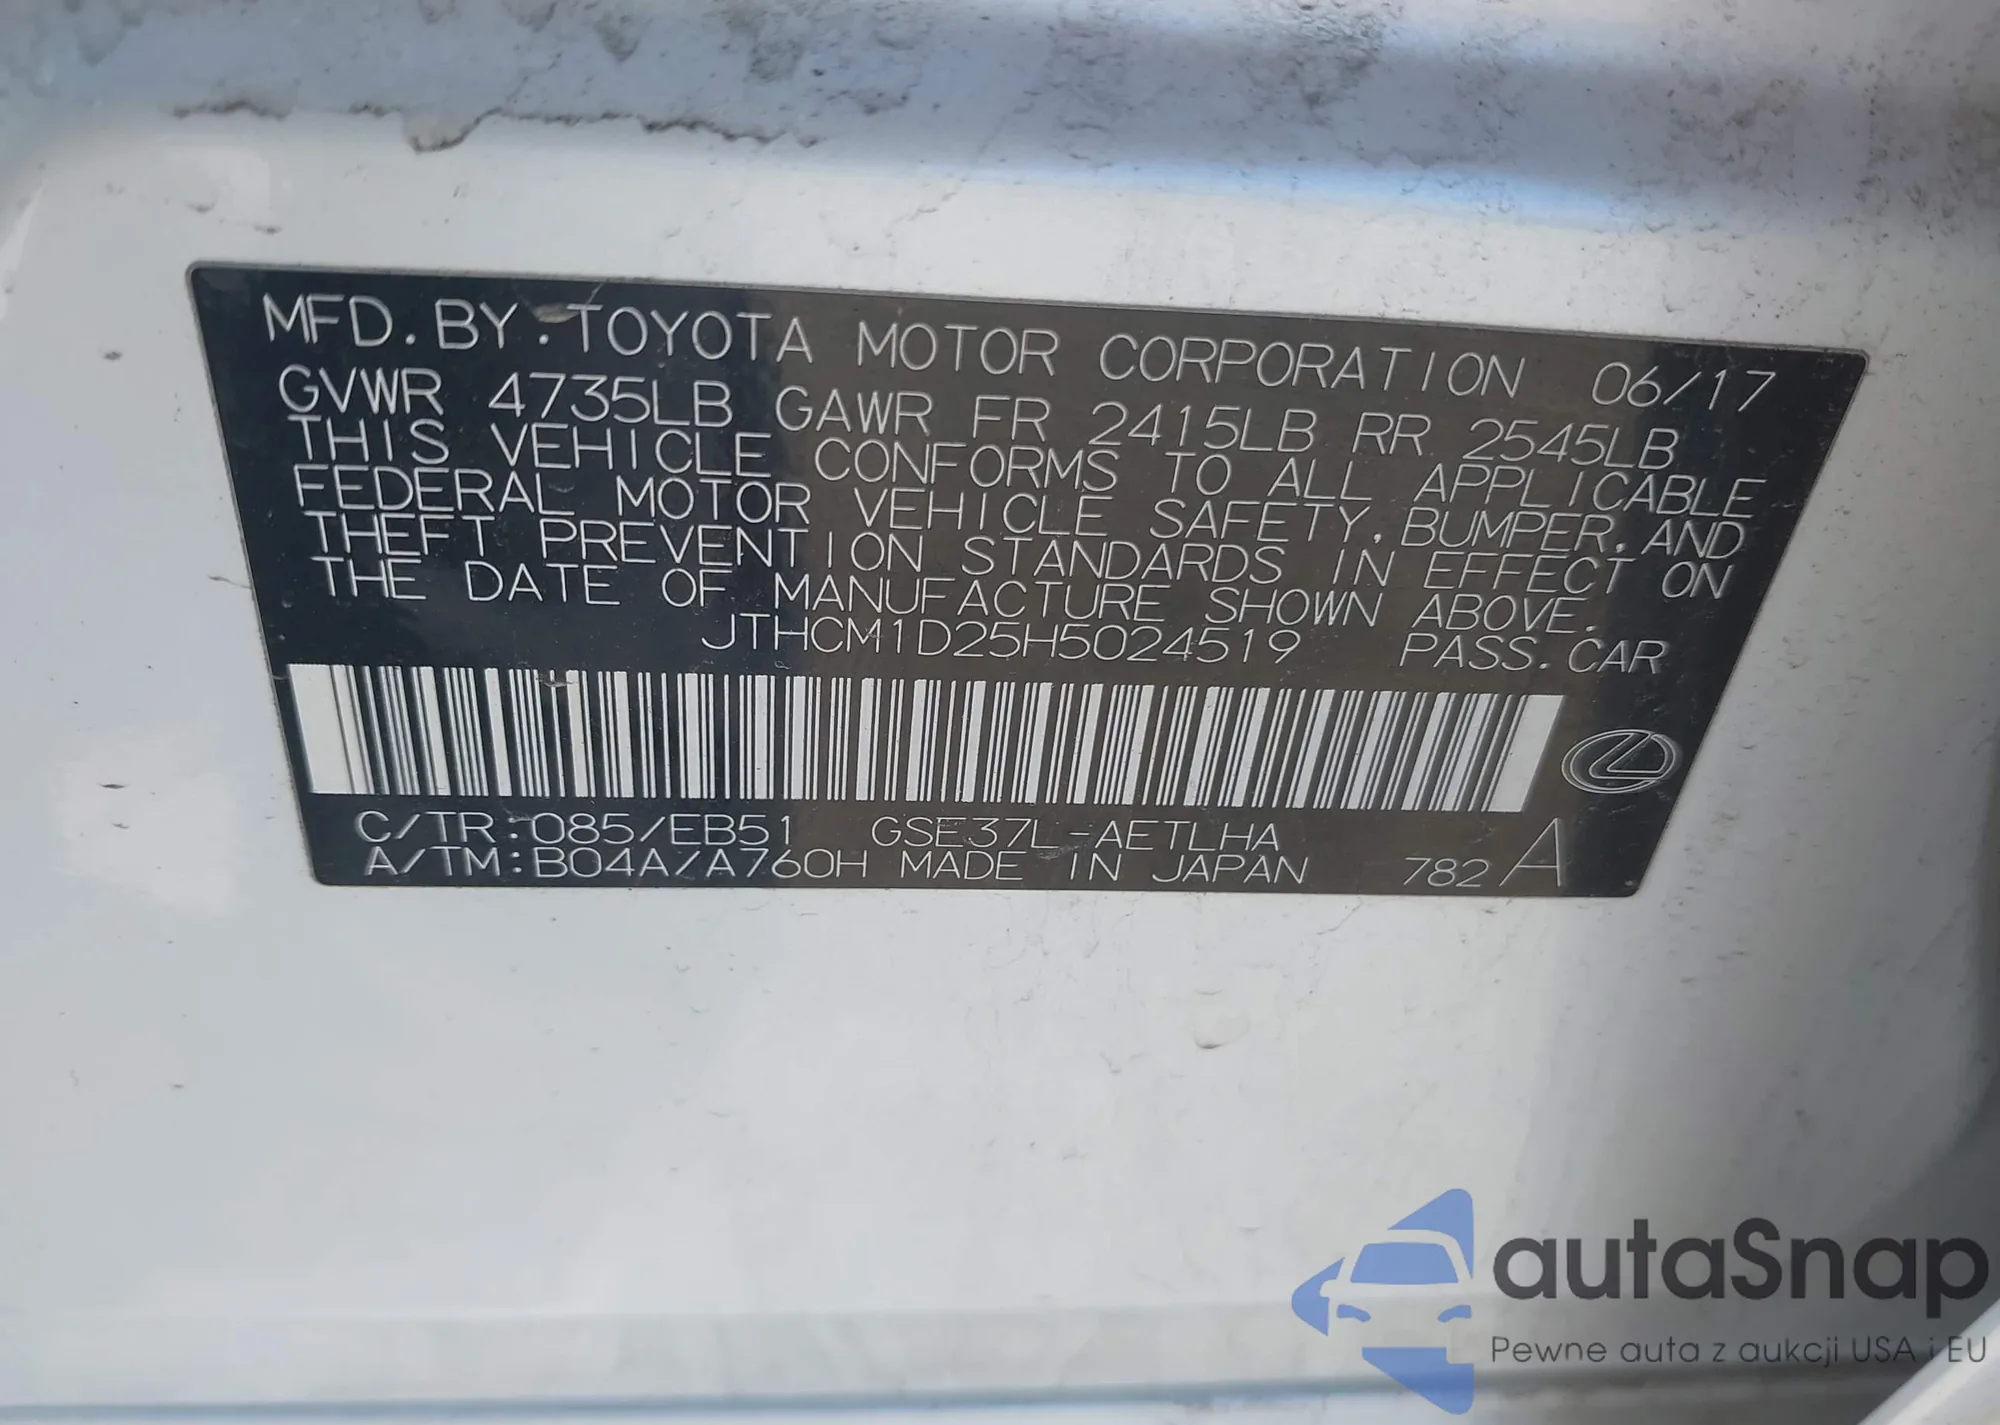 MFD. BY. TOYOTA MOTOR CORPORATION 06/17
GVWR 4735LB GAWR FR 2415LB RR 2545LB
THIS VEHICLE CONFORMS TO ALL APPLICABLE
FEDERAL MOTOR VEHICLE SAFETY, BUMPER, AND
THEFT PREVENTION STANDARDS IN EFFECT ON
THE DATE OF MANUFACTURE SHOWN ABOVE.
JTHCM1D25H5024519 PASS. CAR
C/TR:085/EB51 GSE37L-AETLHA
A/TM:B04A/A760H MADE IN JAPAN 782 A
autaSnap
Pewne auta z aukcji USA i EU